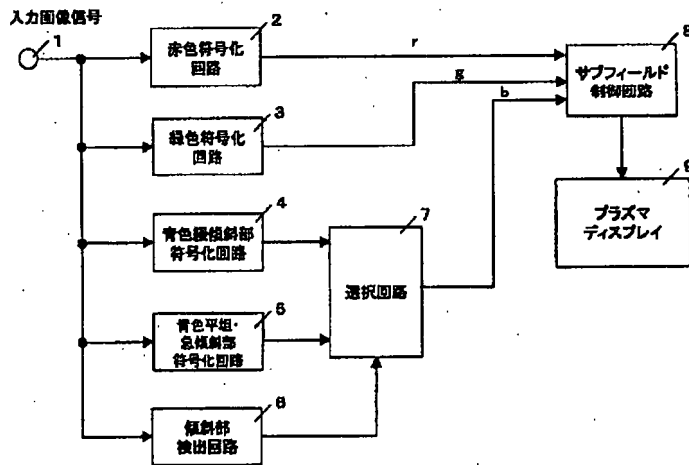 入力画像信号
1
2
赤色符号化
回路
r
8
サブフィールド
制御回路
g
b
3
緑色符号化
回路
9
プラズマ
ディスプレイ
4
青色緩傾斜部
符号化回路
7
選択回路
5
青色平坦・
急傾斜部
符号化回路
6
傾斜部
検出回路